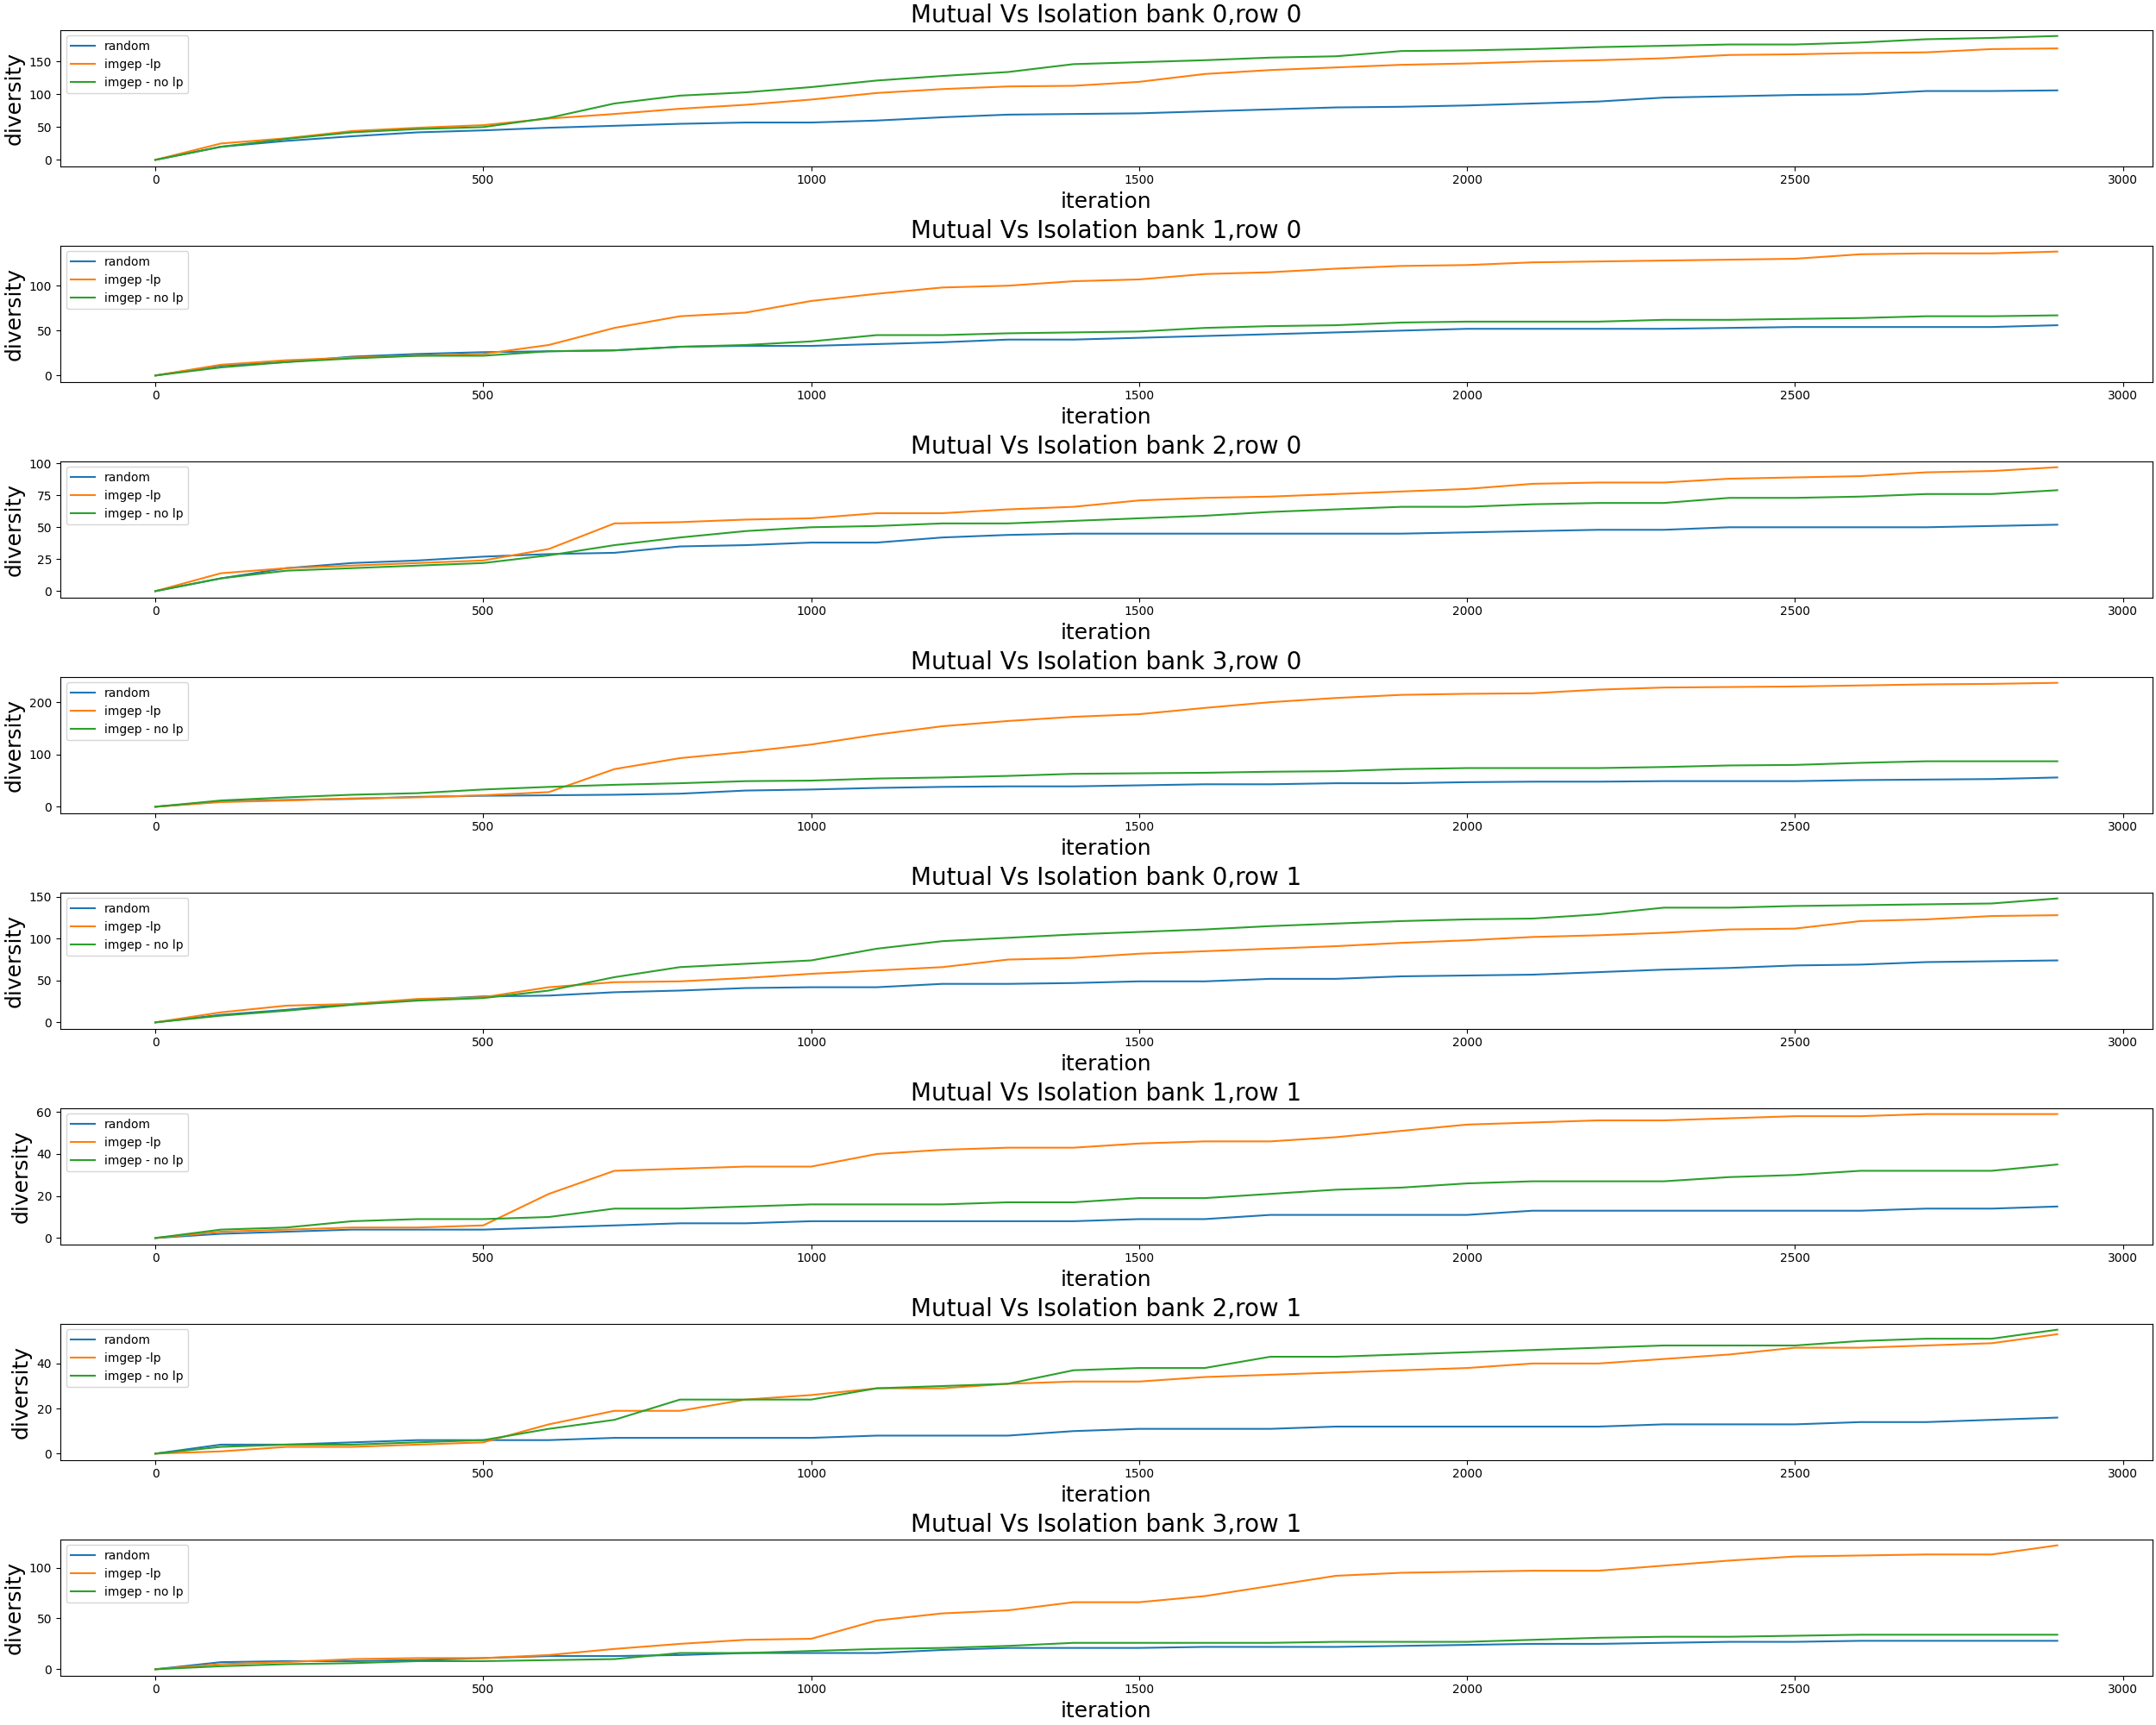 Mutual Vs Isolation bank 0,row 0
random
imgep -lp
imgep - no lp
diversity
150
100
50
0
0 500 1000 1500 2000 2500 3000
iteration
Mutual Vs Isolation bank 1,row 0
random
imgep -lp
imgep - no lp
diversity
100
50
0
0 500 1000 1500 2000 2500 3000
iteration
Mutual Vs Isolation bank 2,row 0
random
imgep -lp
imgep - no lp
diversity
100
75
50
25
0
0 500 1000 1500 2000 2500 3000
iteration
Mutual Vs Isolation bank 3,row 0
random
imgep -lp
imgep - no lp
diversity
200
100
0
0 500 1000 1500 2000 2500 3000
iteration
Mutual Vs Isolation bank 0,row 1
random
imgep -lp
imgep - no lp
diversity
150
100
50
0
0 500 1000 1500 2000 2500 3000
iteration
Mutual Vs Isolation bank 1,row 1
random
imgep -lp
imgep - no lp
diversity
60
40
20
0
0 500 1000 1500 2000 2500 3000
iteration
Mutual Vs Isolation bank 2,row 1
random
imgep -lp
imgep - no lp
diversity
40
20
0
0 500 1000 1500 2000 2500 3000
iteration
Mutual Vs Isolation bank 3,row 1
random
imgep -lp
imgep - no lp
diversity
100
50
0
0 500 1000 1500 2000 2500 3000
iteration